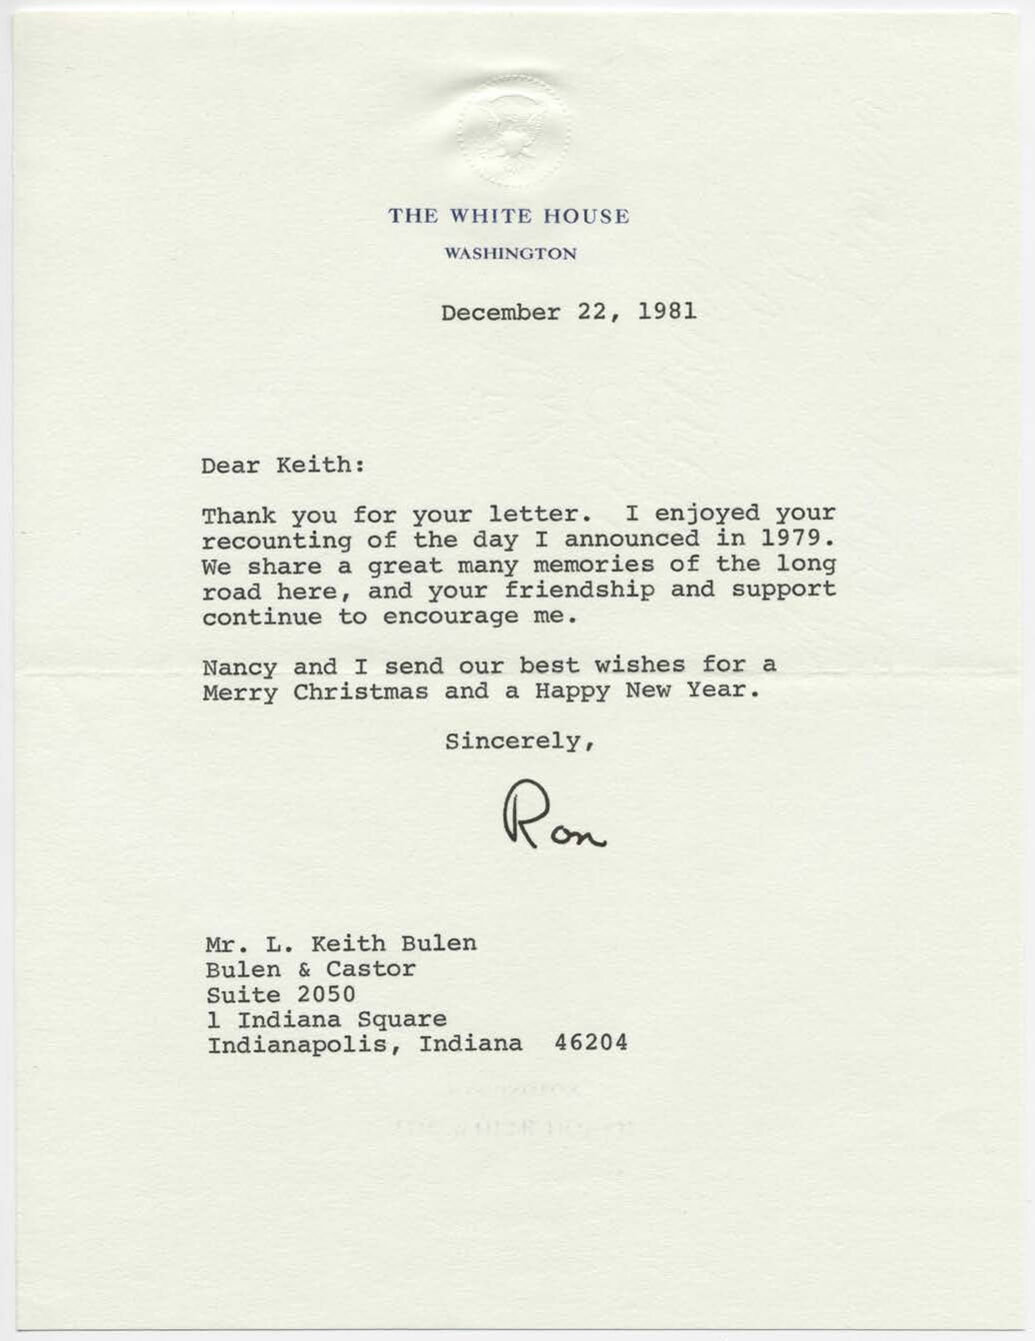 THE WHITE HOUSE
WASHINGTON
December 22, 1981
Dear Keith:
Thank you for your letter.  I enjoyed your
recounting of the day I announced in 1979.
We share a great many memories of the long
road here, and your friendship and support
continue to encourage me.
Nancy and I send our best wishes for a
Merry Christmas and a Happy New Year.
Sincerely,
Ron
Mr. L. Keith Bulen
Bulen & Castor
Suite 2050
1 Indiana Square
Indianapolis, Indiana  46204